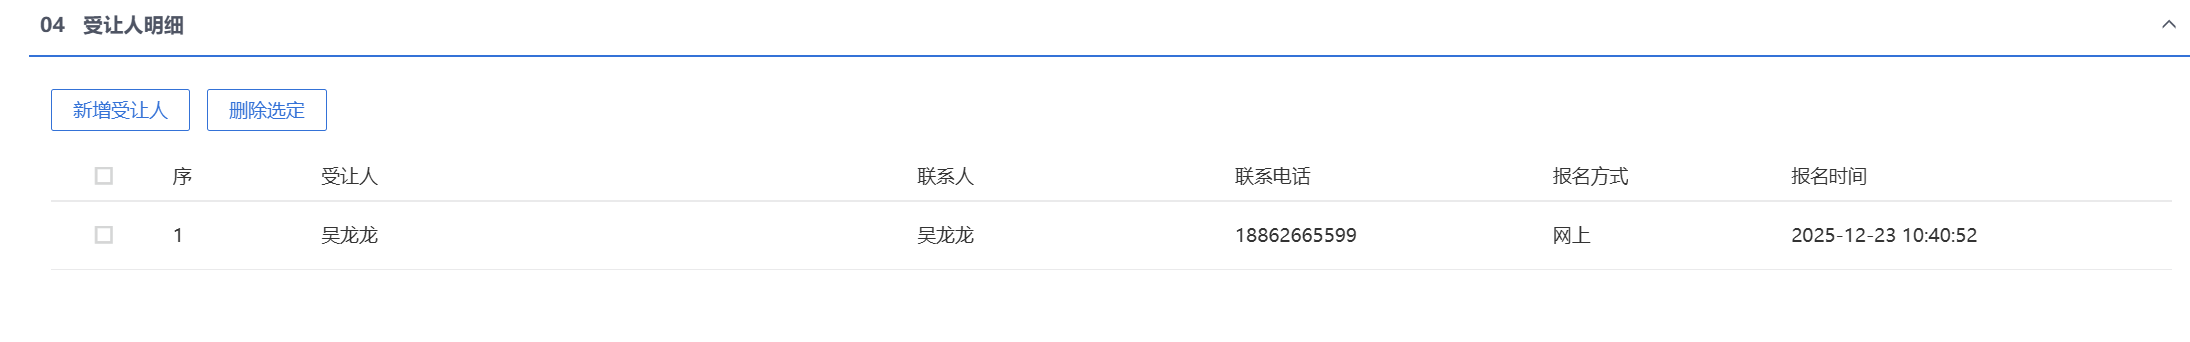 04 受让人明细
新增受让人 删除选定
序 受让人 联系人 联系电话 报名方式 报名时间
1 吴龙龙 吴龙龙 18862665599 网上 2025-12-23 10:40:52